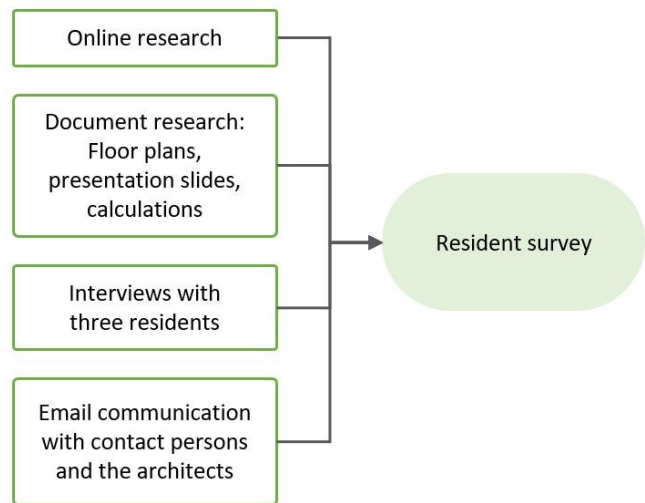 Online research
Document research:
Floor plans,
presentation slides,
calculations
Interviews with
three residents
Email communication
with contact persons
and the architects
Resident survey